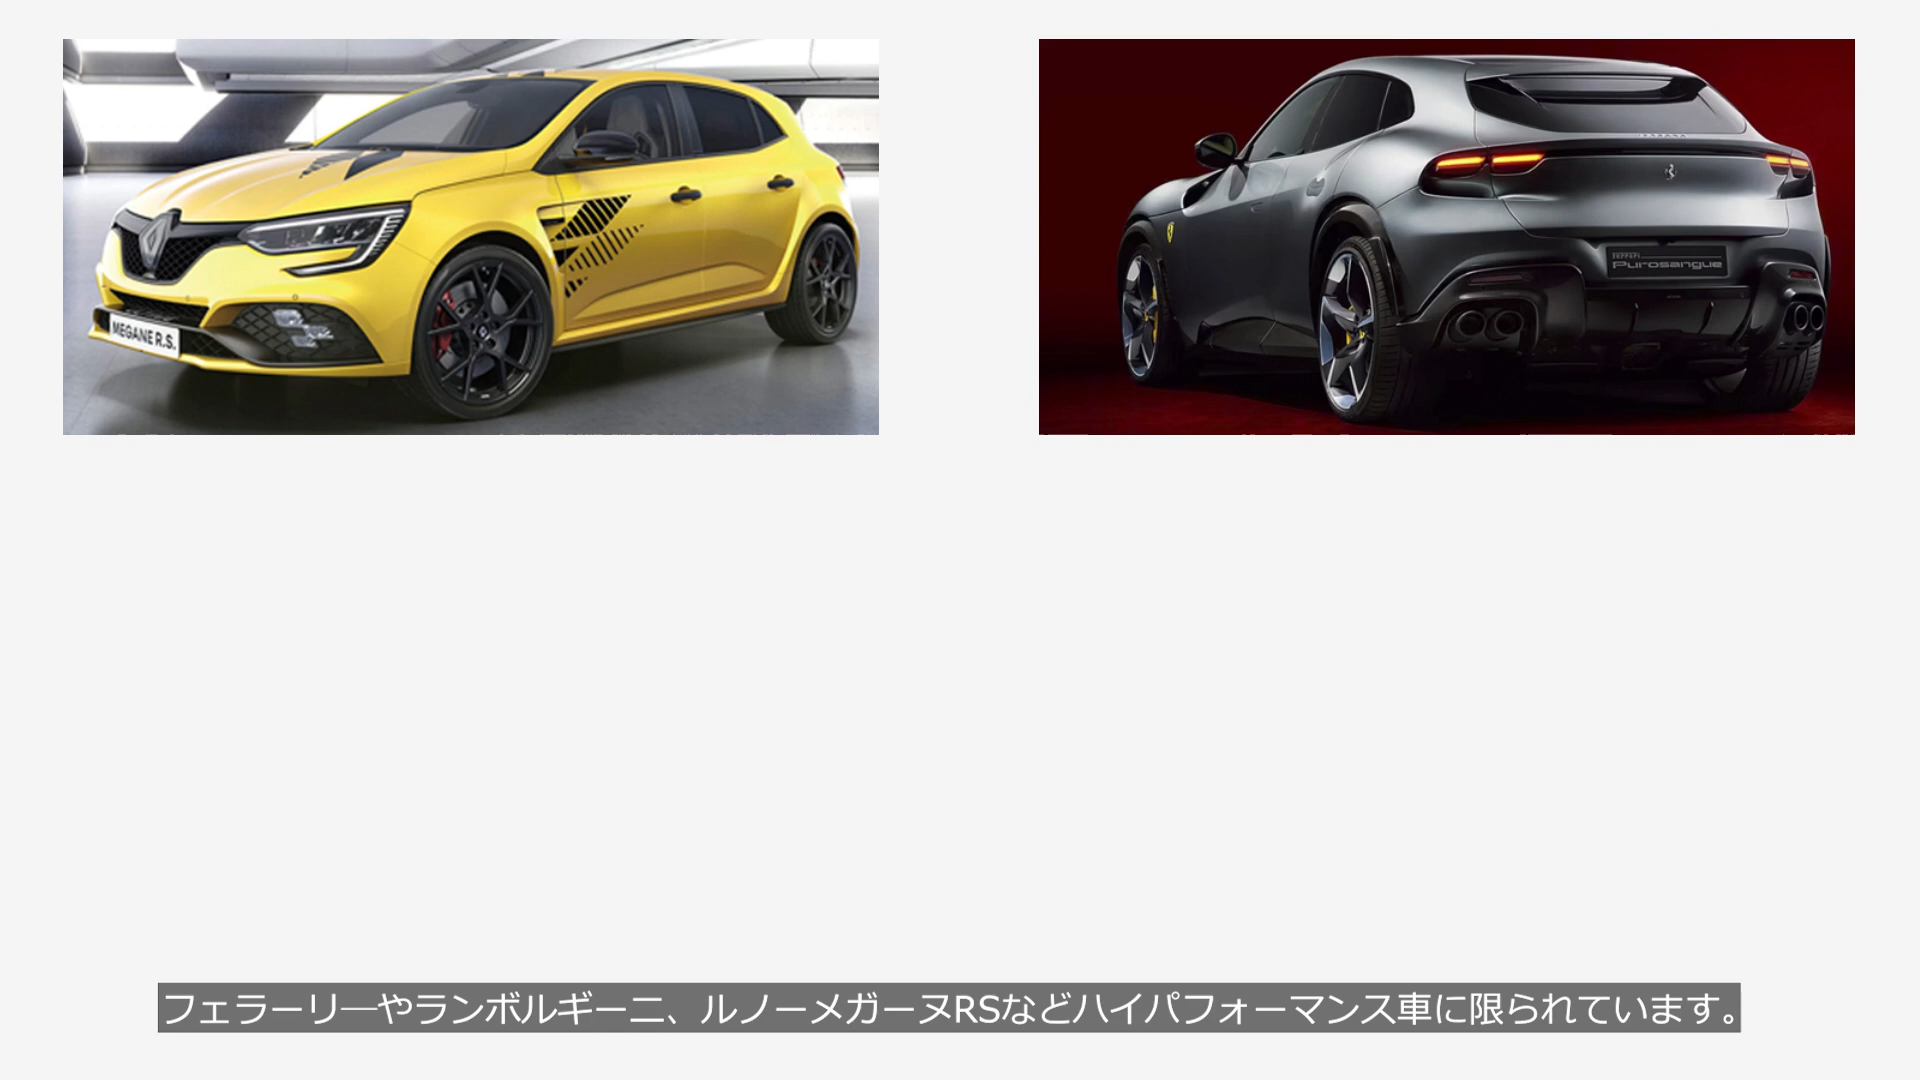 MEGANE R.S.
Ferrari
Purosangue
フェラーリ―やランボルギーニ、ルノーメガーヌRSなどハイパフォーマンス車に限られています。